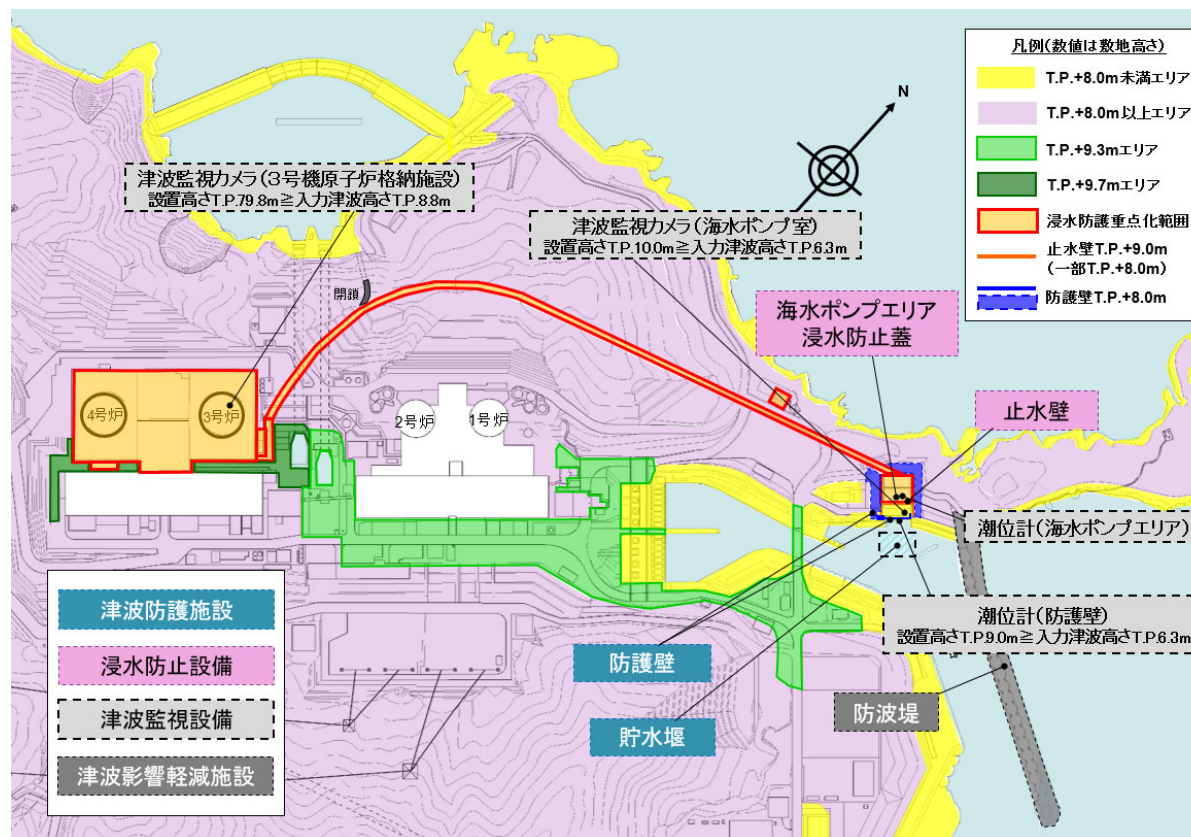 凡例(数値は敷地高さ)
T.P.+8.0m未満エリア
T.P.+8.0m以上エリア
T.P.+9.3mエリア
T.P.+9.7mエリア
浸水防護重点化範囲
止水壁T.P.+9.0m
(一部T.P.+8.0m)
防護壁T.P.+8.0m
N
津波監視カメラ(3号機原子炉格納施設)
設置高さT.P.79.8m≧入力津波高さT.P.8.8m
津波監視カメラ(海水ポンプ室)
設置高さT.P.10.0m≧入力津波高さT.P.6.3m
閉鎖
海水ポンプエリア
浸水防止蓋
止水壁
4号炉
3号炉
2号炉
1号炉
潮位計(海水ポンプエリア)
潮位計(防護壁)
設置高さT.P.9.0m≧入力津波高さT.P.6.3m
防護壁
貯水堰
防波堤
津波防護施設
浸水防止設備
津波監視設備
津波影響軽減施設